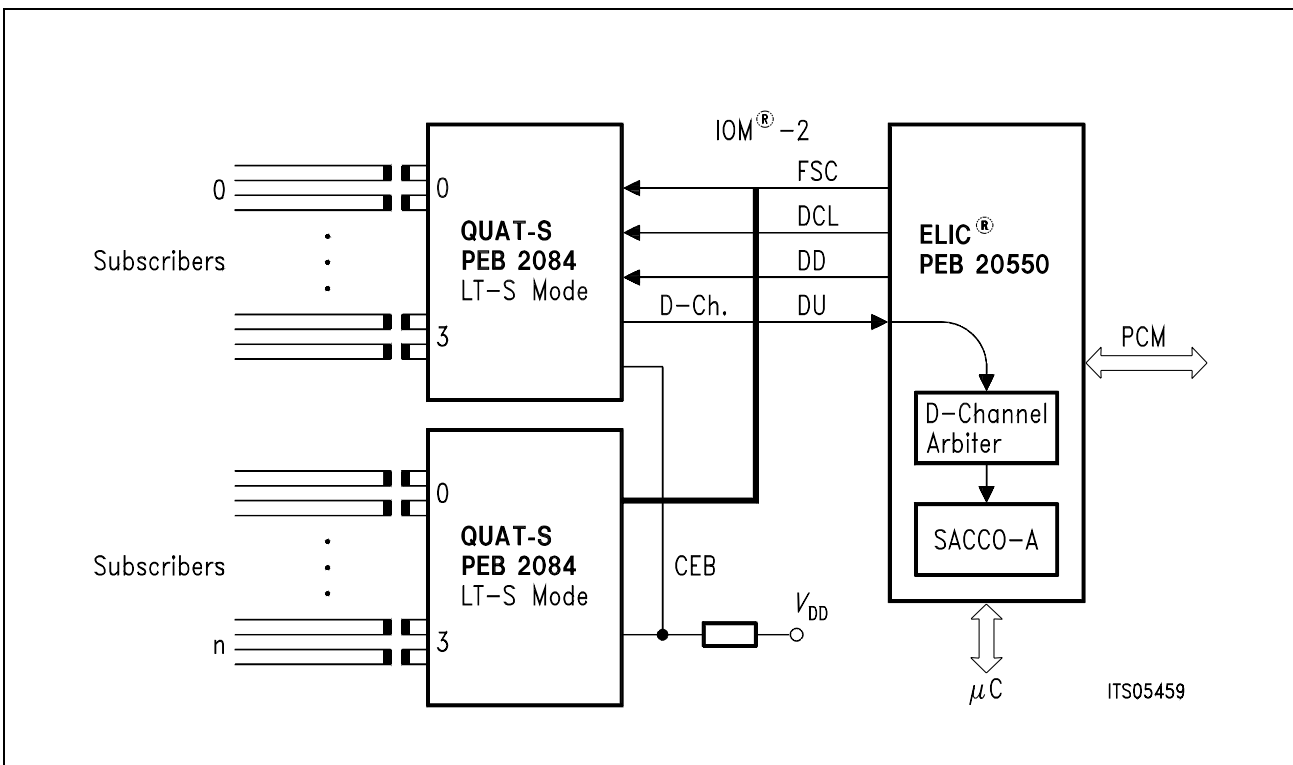 IOM®-2
FSC
DCL
DD
D-Ch. DU
0
Subscribers
0
3
QUAT-S
PEB 2084
LT-S Mode
ELIC®
PEB 20550
PCM
D-Channel
Arbiter
SACCO-A
Subscribers
n
0
3
QUAT-S
PEB 2084
LT-S Mode
CEB
VDD
μC
ITS05459